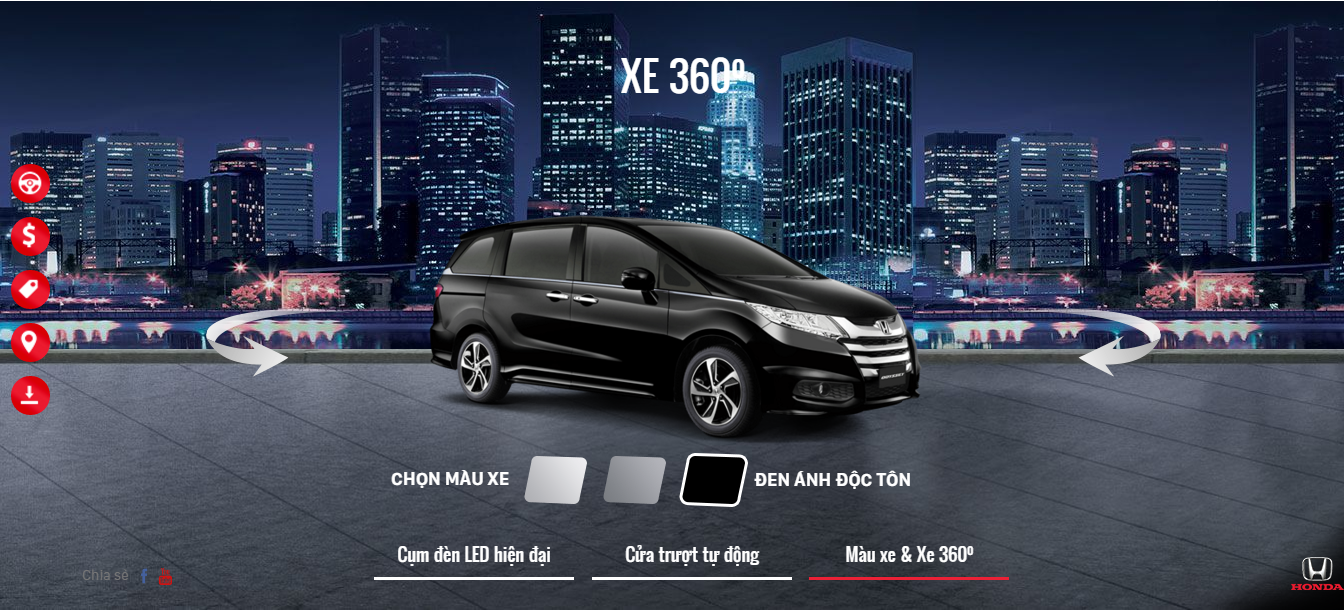 XE 360º
CHỌN MÀU XE
ĐEN ÁNH ĐỘC TÔN
Cụm đèn LED hiện đại
Cửa trượt tự động
Màu xe & Xe 360º
Chia sẻ
HONDA